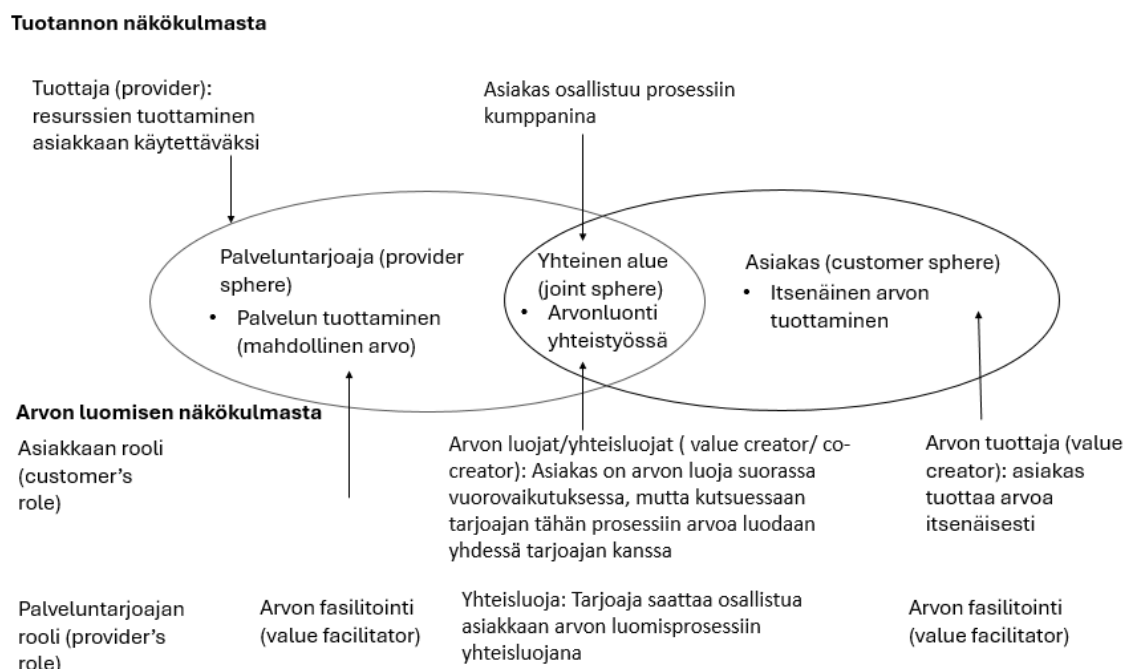 Tuotannon näkökulmasta
Tuottaja (provider):
resurssien tuottaminen
asiakkaan käytettäväksi
Asiakas osallistuu prosessiin
kumppanina
Palveluntarjoaja (provider
sphere)
• Palvelun tuottaminen
(mahdollinen arvo)
Yhteinen alue
(joint sphere)
• Arvonluonti
yhteistyössä
Asiakas (customer sphere)
• Itsenäinen arvon
tuottaminen
Arvon luomisen näkökulmasta
Asiakkaan rooli
(customer's
role)
Arvon luojat/yhteisluojat ( value creator/ co-
creator): Asiakas on arvon luoja suorassa
vuorovaikutuksessa, mutta kutsuessaan
tarjoajan tähän prosessiin arvoa luodaan
yhdessä tarjoajan kanssa
Arvon tuottaja (value
creator): asiakas
tuottaa arvoa
itsenäisesti
Palveluntarjoajan
rooli (provider's
role)
Arvon fasilitointi
(value facilitator)
Yhteisluoja: Tarjoaja saattaa osallistua
asiakkaan arvon luomisprosessiin
yhteisluojana
Arvon fasilitointi
(value facilitator)